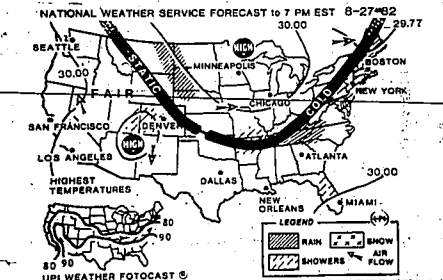 NATIONAL WEATHER SERVICE FORECAST to 7 PM EST 8-27-82
30.00
29.77
SEATTLE
HIGH
BOSTON
MINNEAPOLIS
30.00
STATIC
FAIR
NEW YORK
CHICAGO
COLD
SAN FRANCISCO
DENVER
HIGH
LOS ANGELES
ATLANTA
HIGHEST
TEMPERATURES
DALLAS
30.00
NEW
ORLEANS
MIAMI
80
90
LEGEND
RAIN
SNOW
SHOWERS
AIR
FLOW
80 90
UPI WEATHER FOTOCAST ©